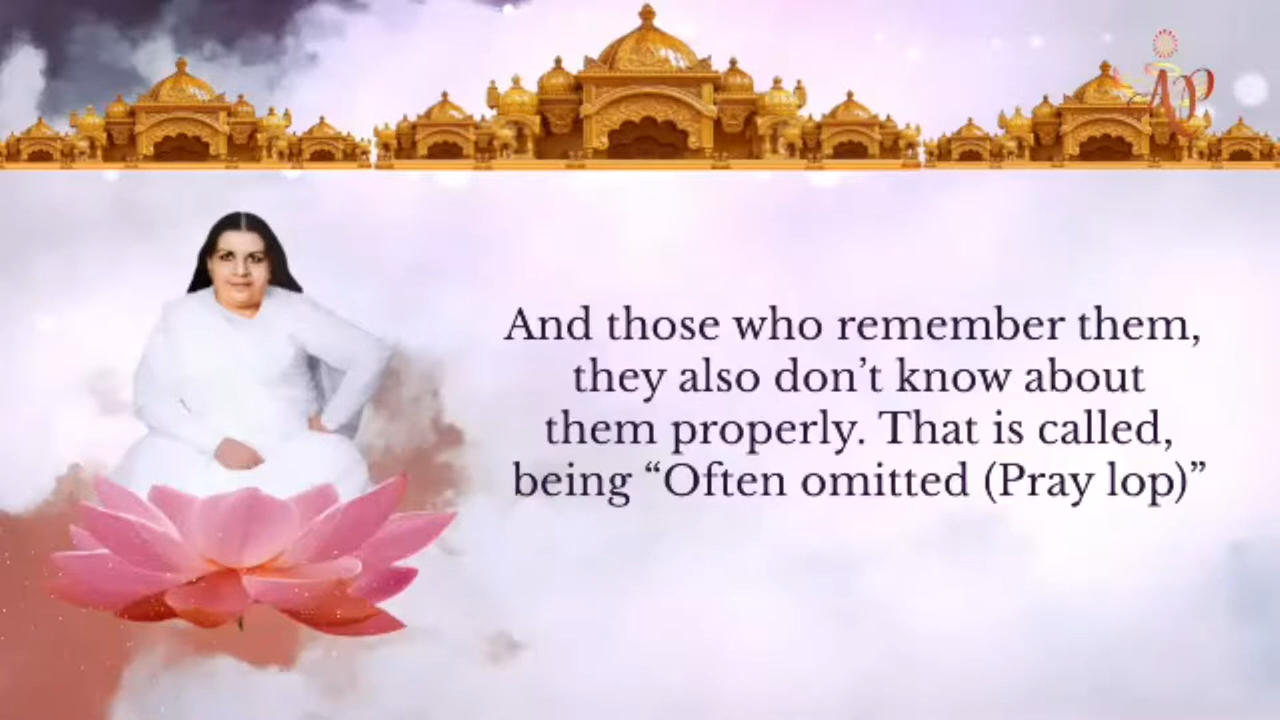 And those who remember them,
they also don’t know about
them properly. That is called,
being “Often omitted (Pray lop)”